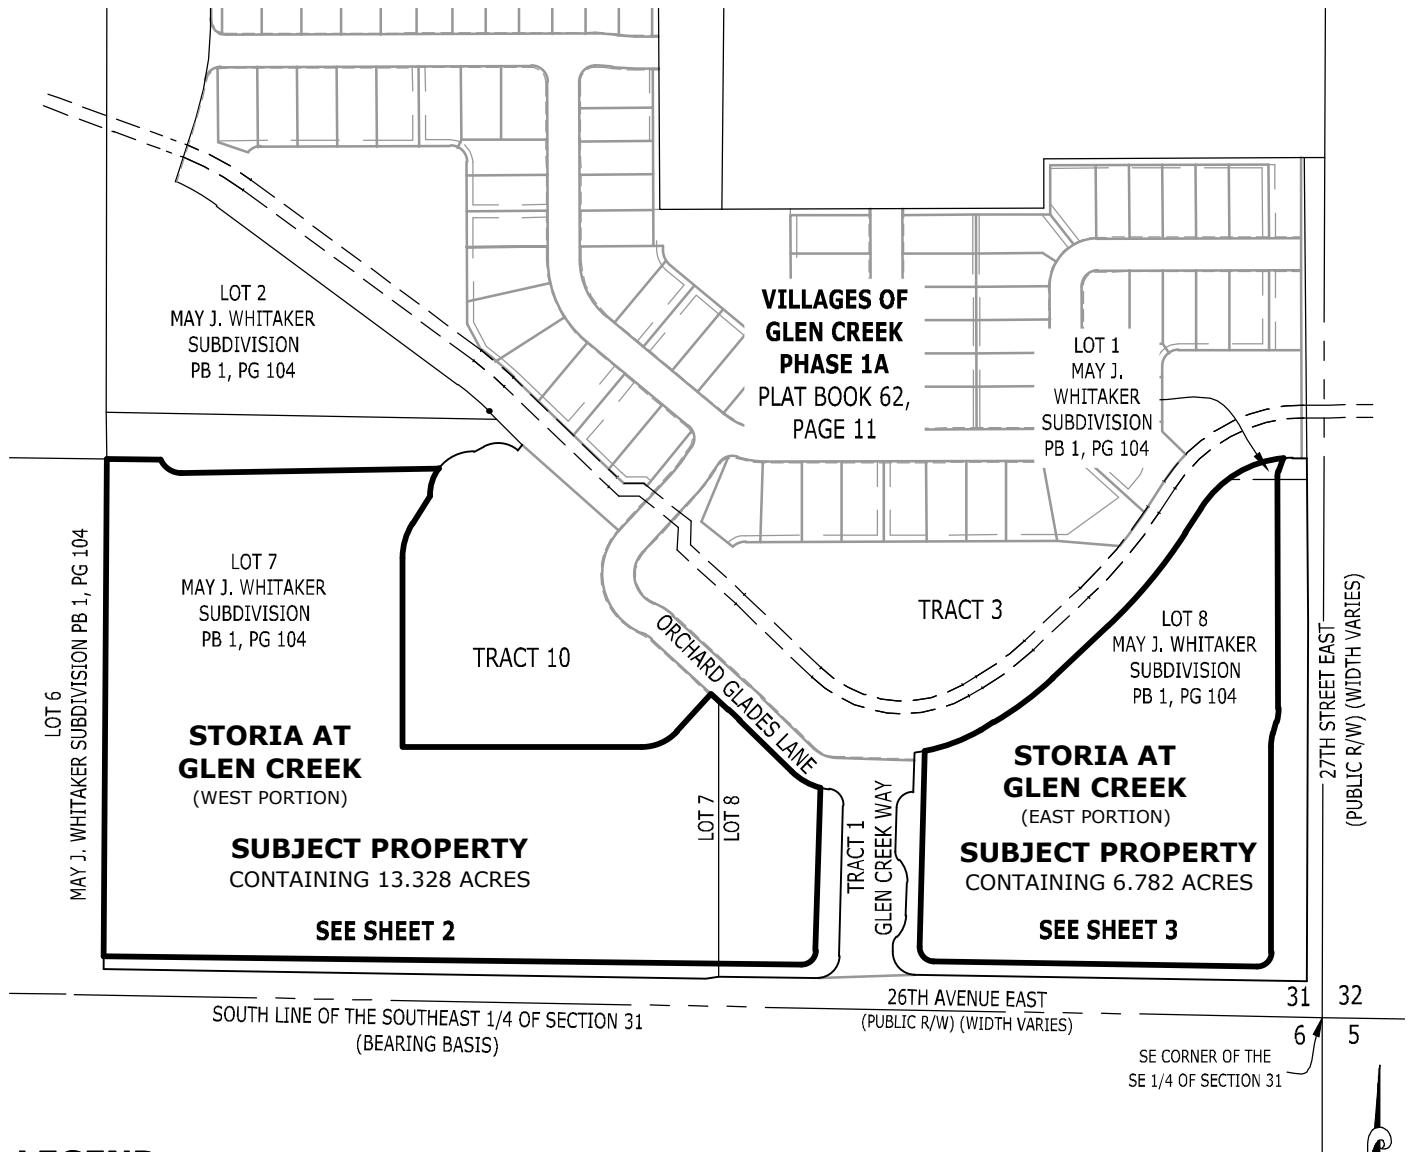 LOT 2
MAY J. WHITAKER
SUBDIVISION
PB 1, PG 104
VILLAGES OF
GLEN CREEK
PHASE 1A
PLAT BOOK 62,
PAGE 11
LOT 1
MAY J.
WHITAKER
SUBDIVISION
PB 1, PG 104
LOT 6
MAY J. WHITAKER SUBDIVISION PB 1, PG 104
LOT 7
MAY J. WHITAKER
SUBDIVISION
PB 1, PG 104
TRACT 10
ORCHARD GLADES LANE
TRACT 3
LOT 8
MAY J. WHITAKER
SUBDIVISION
PB 1, PG 104
27TH STREET EAST
(PUBLIC R/W) (WIDTH VARIES)
STORIA AT
GLEN CREEK
(WEST PORTION)
SUBJECT PROPERTY
CONTAINING 13.328 ACRES
SEE SHEET 2
LOT 7
LOT 8
TRACT 1
GLEN CREEK WAY
STORIA AT
GLEN CREEK
(EAST PORTION)
SUBJECT PROPERTY
CONTAINING 6.782 ACRES
SEE SHEET 3
SOUTH LINE OF THE SOUTHEAST 1/4 OF SECTION 31
(BEARING BASIS)
26TH AVENUE EAST
(PUBLIC R/W) (WIDTH VARIES)
31 32
6 5
SE CORNER OF THE
SE 1/4 OF SECTION 31
LEGEND